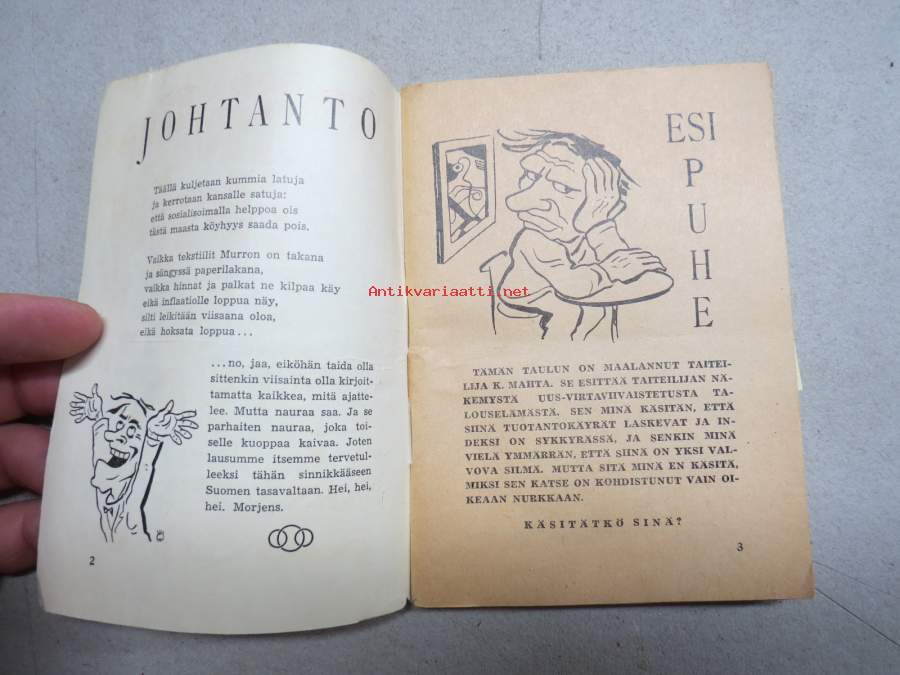 JOHTANTO
Täällä kuljetaan kummia latuja
ja kerrotaan kansalle satuja:
että sosialisoimalla helppoa ois
tästä maasta köyhyys saada pois.
Vaikka tekstiilit Murron on takana
ja sängyssä paperilakana,
vaikka hinnat ja palkat ne kilpaa käy
eikä inflaatiolle loppua näy,
silti leikitään viisaana oloa,
eikä hoksata loppua...
...no, jaa, eiköhän taida olla
sittenkin viisainta olla kirjoit-
tamatta kaikkea, mitä ajatte-
lee. Mutta nauraa saa. Ja se
parhaiten nauraa, joka toi-
selle kuoppaa kaivaa. Joten
lausumme itsemme tervetul-
leeksi tähän sinnikkääseen
Suomen tasavaltaan. Hei, hei,
hei. Morjens.
2
ESI
P
U
H
E
Antikvariaatti.net
TÄMÄN TAULUN ON MAALANNUT TAITEI-
LIJA K. MAHTA. SE ESITTÄÄ TAITEILIJAN NÄ-
KEMYSTÄ UUS-VIRTAVIIVAISTETUSTA TA-
LOUSELÄMÄSTÄ. SEN MINÄ KÄSITÄN, ETTÄ
SIINÄ TUOTANTOKÄYRÄT LASKEVAT JA IN-
DEKSI ON SYKKYRÄSSÄ, JA SENKIN MINÄ
VIELÄ YMMÄRRÄN, ETTÄ SIINÄ ON YKSI VAL-
VOVA SILMÄ. MUTTA SITÄ MINÄ EN KÄSITÄ,
MIKSI SEN KATSE ON KOHDISTUNUT VAIN OI-
KEAAN NURKKAAN.
KÄSITÄTKÖ SINÄ?
3